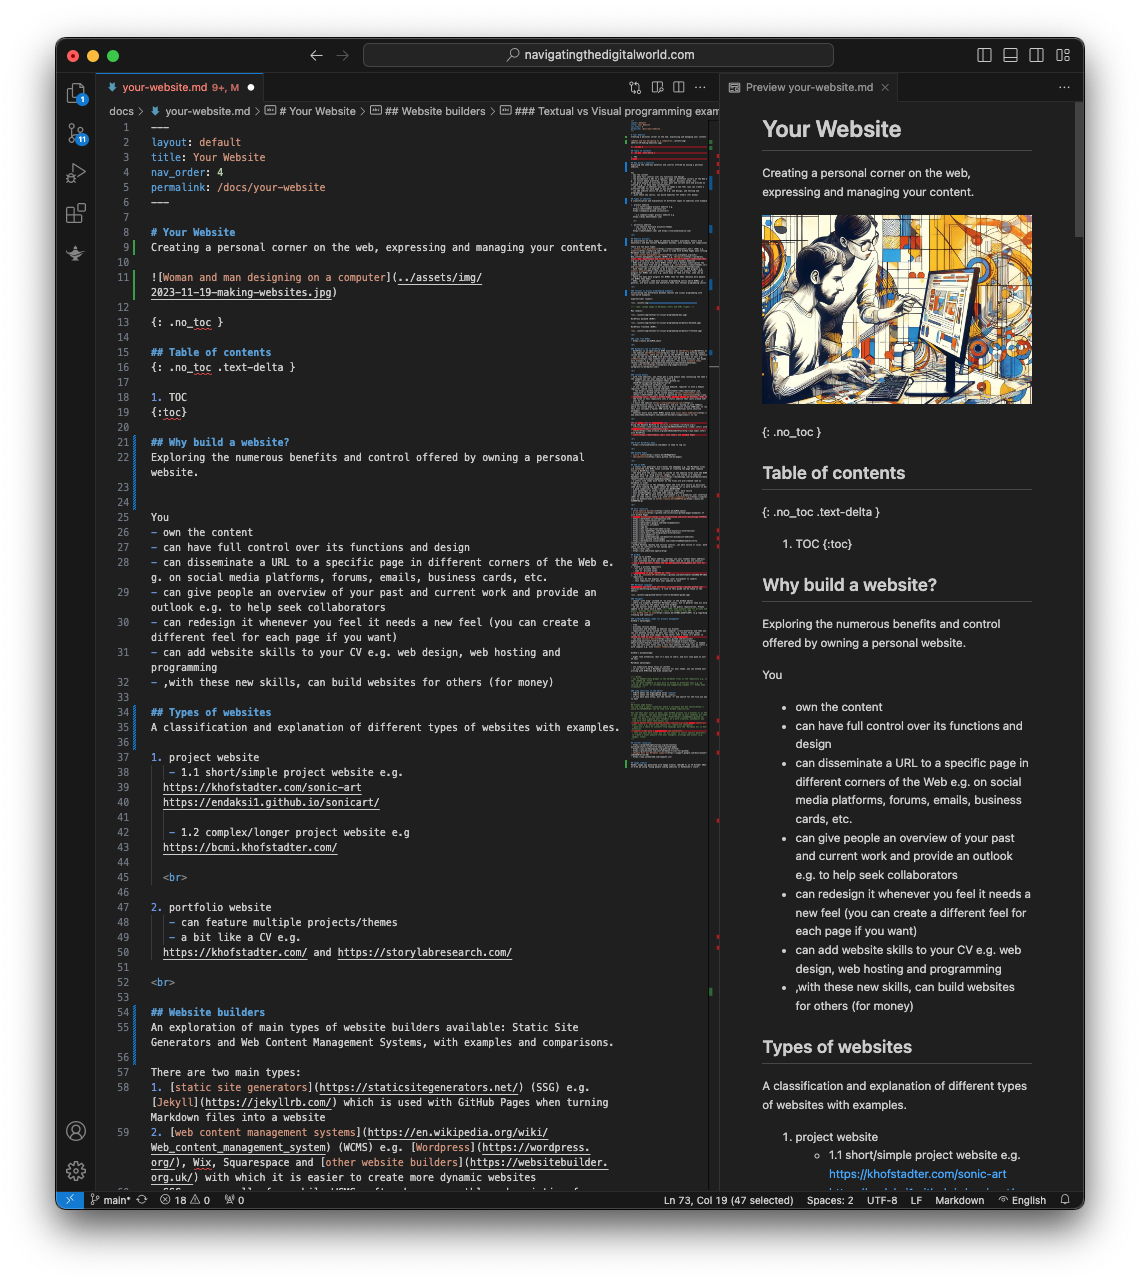 navigatingthedigitalworld.com
your-website.md 9+, M
Preview your-website.md
docs > your-website.md > # Your Website > ## Website builders > ### Textual vs Visual programming exam
1 ---
2 layout: default
3 title: Your Website
4 nav_order: 4
5 permalink: /docs/your-website
6 ---
7
8 # Your Website
9 Creating a personal corner on the web, expressing and managing your content.
10
11 ![Woman and man designing on a computer](../assets/img/
2023-11-19-making-websites.jpg)
12
13 {: .no_toc }
14
15 ## Table of contents
16 {: .no_toc .text-delta }
17
18 1. TOC
19 {:toc}
20
21 ## Why build a website?
22 Exploring the numerous benefits and control offered by owning a personal
website.
23
24
25 You
26 - own the content
27 - can have full control over its functions and design
28 - can disseminate a URL to a specific page in different corners of the Web e.
g. on social media platforms, forums, emails, business cards, etc.
29 - can give people an overview of your past and current work and provide an
outlook e.g. to help seek collaborators
30 - can redesign it whenever you feel it needs a new feel (you can create a
different feel for each page if you want)
31 - can add website skills to your CV e.g. web design, web hosting and
programming
32 - ,with these new skills, can build websites for others (for money)
33
34 ## Types of websites
35 A classification and explanation of different types of websites with examples.
36
37 1. project website
38 - 1.1 short/simple project website e.g.
39 https://khofstadter.com/sonic-art
40 https://endaksi1.github.io/sonicart/
41
42 - 1.2 complex/longer project website e.g
43 https://bcmi.khofstadter.com/
44
45 <br>
46
47 2. portfolio website
48 - can feature multiple projects/themes
49 - a bit like a CV e.g.
50 https://khofstadter.com/ and https://storylabresearch.com/
51
52 <br>
53
54 ## Website builders
55 An exploration of main types of website builders available: Static Site
Generators and Web Content Management Systems, with examples and comparisons.
56
57 There are two main types:
58 1. [static site generators](https://staticsitegenerators.net/) (SSG) e.g.
[Jekyll](https://jekyllrb.com/) which is used with GitHub Pages when turning
Markdown files into a website
59 2. [web content management systems](https://en.wikipedia.org/wiki/
Web_content_management_system) (WCMS) e.g. [Wordpress](https://wordpress.
org/), Wix, Squarespace and [other website builders](https://websitebuilder.
org.uk/) with which it is easier to create more dynamic websites
Your Website
Creating a personal corner on the web,
expressing and managing your content.
{: .no_toc }
Table of contents
{: .no_toc .text-delta }
1. TOC {:toc}
Why build a website?
Exploring the numerous benefits and control
offered by owning a personal website.
You
• own the content
• can have full control over its functions and
design
• can disseminate a URL to a specific page in
different corners of the Web e.g. on social
media platforms, forums, emails, business
cards, etc.
• can give people an overview of your past
and current work and provide an outlook
e.g. to help seek collaborators
• can redesign it whenever you feel it needs a
new feel (you can create a different feel for
each page if you want)
• can add website skills to your CV e.g. web
design, web hosting and programming
• ,with these new skills, can build websites
for others (for money)
Types of websites
A classification and explanation of different types
of websites with examples.
1. project website
◦ 1.1 short/simple project website e.g.
https://khofstadter.com/sonic-art
1
11
main* 18 0 0
Ln 73, Col 19 (47 selected) Spaces: 2 UTF-8 LF Markdown English